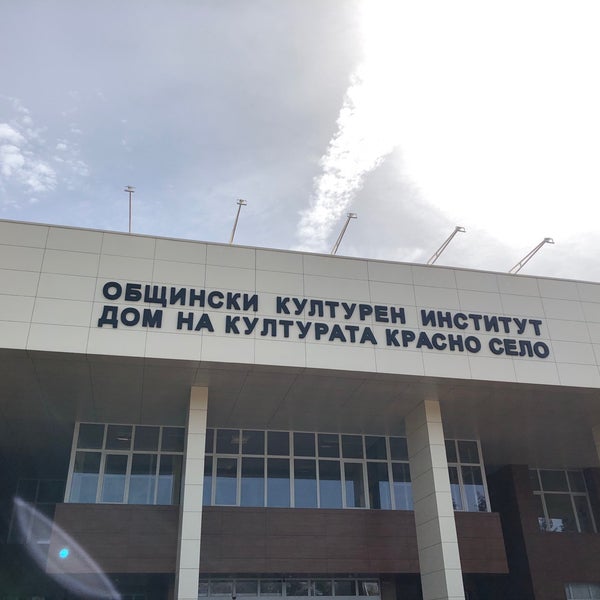 ОБЩИНСКИ КУЛТУРЕН ИНСТИТУТ
ДОМ НА КУЛТУРАТА КРАСНО СЕЛО